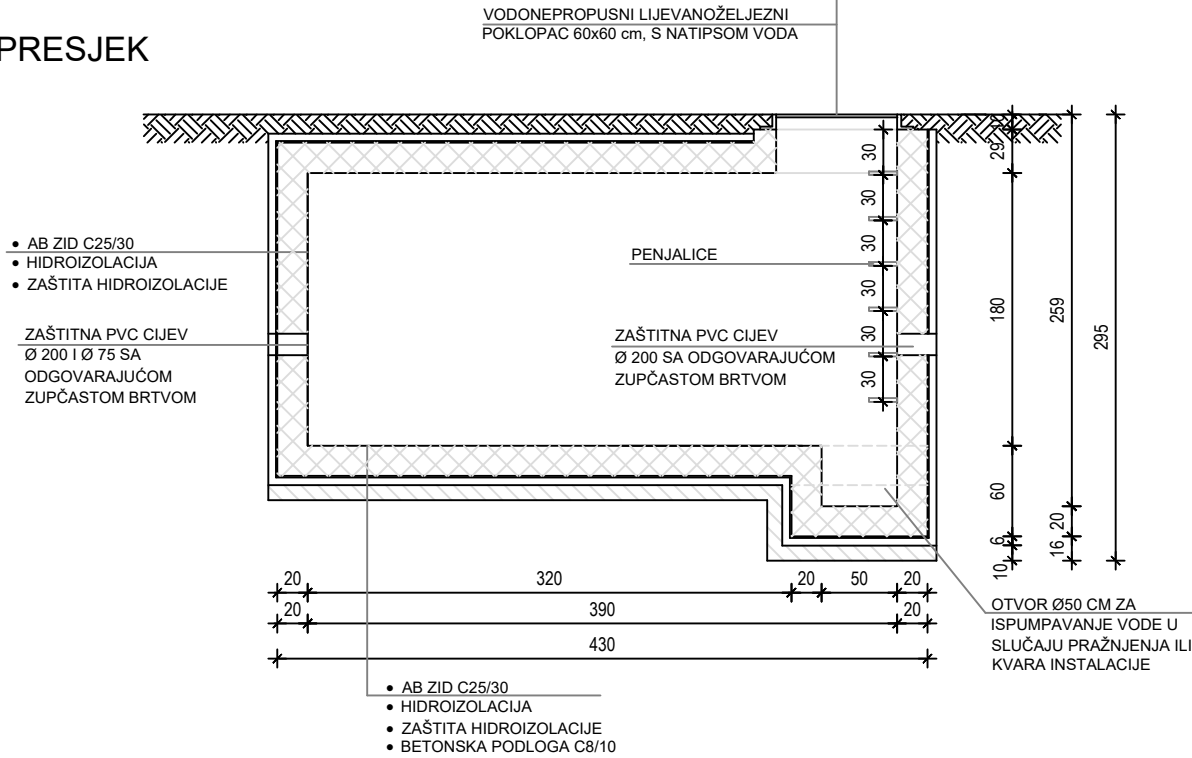 VODONEPROPUSNI LIJEVANOŽELJEZNI
POKLOPAC 60x60 cm, S NATIPSOM VODA
PRESJEK
• AB ZID C25/30
• HIDROIZOLACIJA
• ZAŠTITA HIDROIZOLACIJE
ZAŠTITNA PVC CIJEV
Ø 200 I Ø 75 SA
ODGOVARAJUĆOM
ZUPČASTOM BRTVOM
PENJALICE
ZAŠTITNA PVC CIJEV
Ø 200 SA ODGOVARAJUĆOM
ZUPČASTOM BRTVOM
30
30
30
30
30
30
29
180
60
6
10
259
20
16
295
20 320 20 50 20
20 390 20
430
OTVOR Ø50 CM ZA
ISPUMPAVANJE VODE U
SLUČAJU PRAŽNJENJA ILI
KVARA INSTALACIJE
• AB ZID C25/30
• HIDROIZOLACIJA
• ZAŠTITA HIDROIZOLACIJE
• BETONSKA PODLOGA C8/10